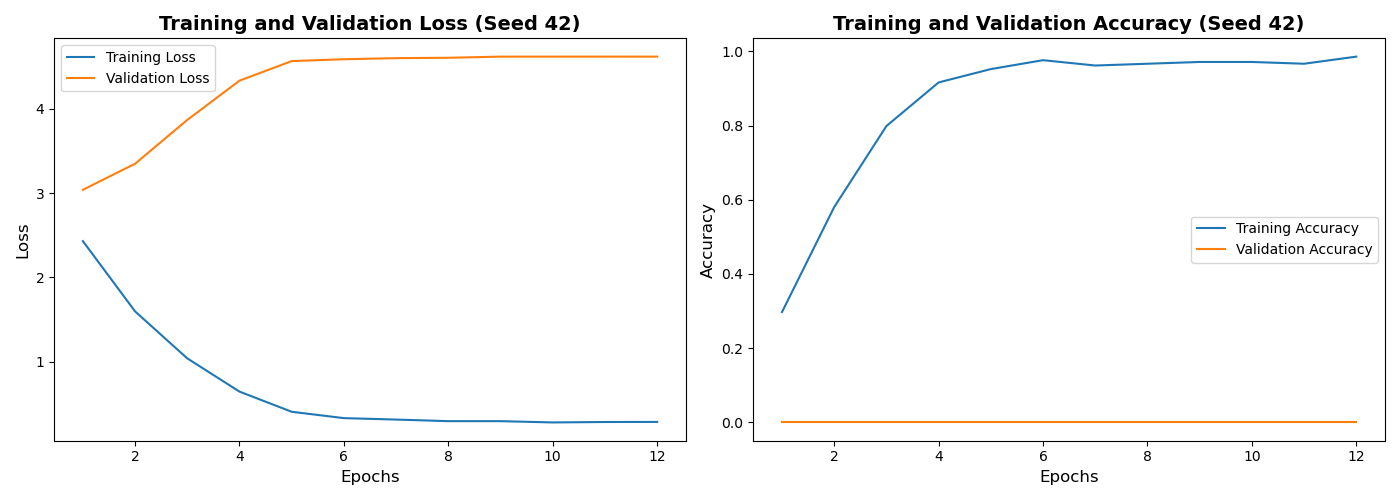 Training and Validation Loss (Seed 42)
Training Loss
Validation Loss
4
3
2
1
Loss
2 4 6 8 10 12
Epochs
Training and Validation Accuracy (Seed 42)
1.0
0.8
0.6
0.4
0.2
0.0
Accuracy
Training Accuracy
Validation Accuracy
2 4 6 8 10 12
Epochs